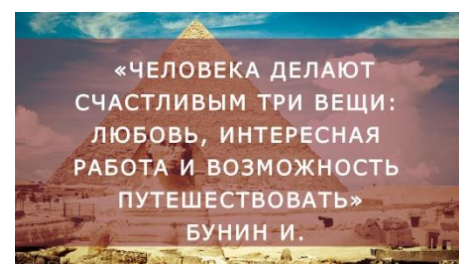 «ЧЕЛОВЕКА ДЕЛАЮТ
СЧАСТЛИВЫМ ТРИ ВЕЩИ:
ЛЮБОВЬ, ИНТЕРЕСНАЯ
РАБОТА И ВОЗМОЖНОСТЬ
ПУТЕШЕСТВОВАТЬ»
БУНИН И.